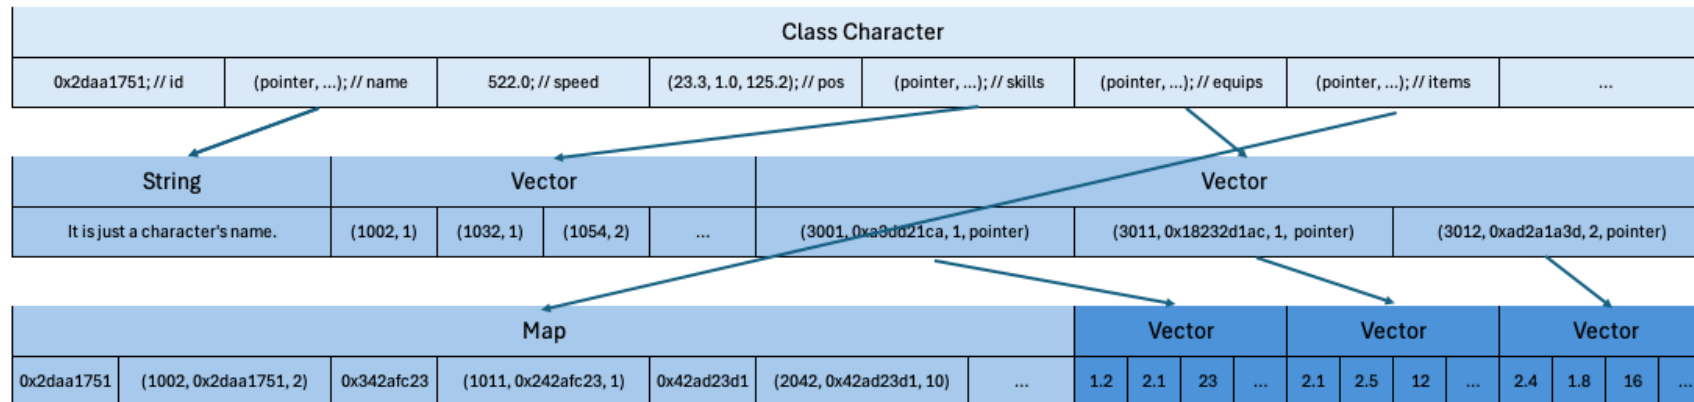 Class Character
0x2daa1751; // id (pointer, ...); // name 522.0; // speed (23.3, 1.0, 125.2); // pos (pointer, ...); // skills (pointer, ...); // equips (pointer, ...); // items ...
String Vector Vector
It is just a character's name. (1002, 1) (1032, 1) (1054, 2) ... (3001, 0xa3dd21ca, 1, pointer) (3011, 0x18232d1ac, 1, pointer) (3012, 0xad2a1a3d, 2, pointer)
Map Vector Vector Vector
0x2daa1751 (1002, 0x2daa1751, 2) 0x342afc23 (1011, 0x242afc23, 1) 0x42ad23d1 (2042, 0x42ad23d1, 10) ... 1.2 2.1 23 ... 2.1 2.5 12 ... 2.4 1.8 16 ...